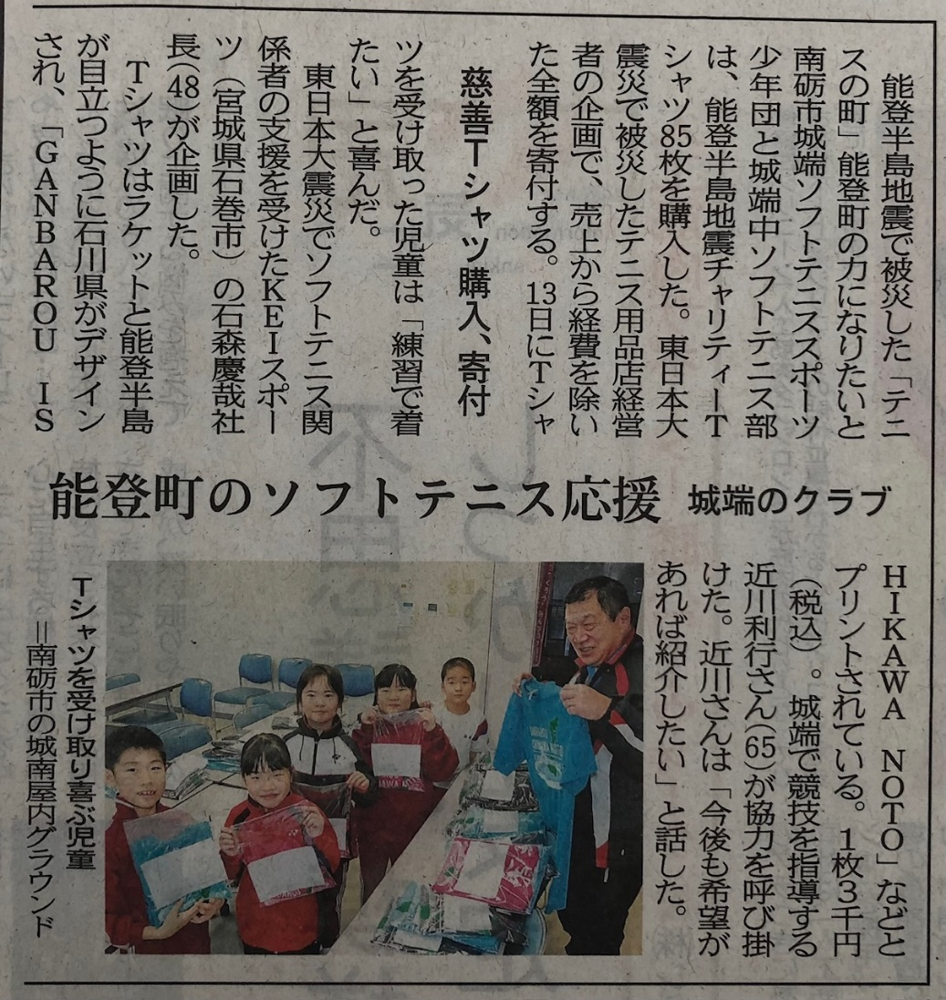 能登町のソフトテニス応援 城端のクラブ
慈善Tシャツ購入、寄付
能登半島地震で被災した「テニ
スの町」能登町の力になりたいと
南砺市城端ソフトテニススポーツ
少年団と城端中ソフトテニス部
は、能登半島地震チャリティーT
シャツ85枚を購入した。東日本大
震災で被災したテニス用品店経営
者の企画で、売上から経費を除い
た全額を寄付する。13日にTシャ
ツを受け取った児童は「練習で着
たい」と喜んだ。
東日本大震災でソフトテニス関
係者の支援を受けたKEIスポー
ツ（宮城県石巻市）の石森慶哉社
長(48)が企画した。
Tシャツはラケットと能登半島
が目立つように石川県がデザイン
され、「GANBAROU IS
HIKAWA NOTO」などと
プリントされている。1枚3千円
（税込）。城端で競技を指導する
近川利行さん(65)が協力を呼び掛
けた。近川さんは「今後も希望が
あれば紹介したい」と話した。
Tシャツを受け取り喜ぶ児童
＝南砺市の城南屋内グラウンド